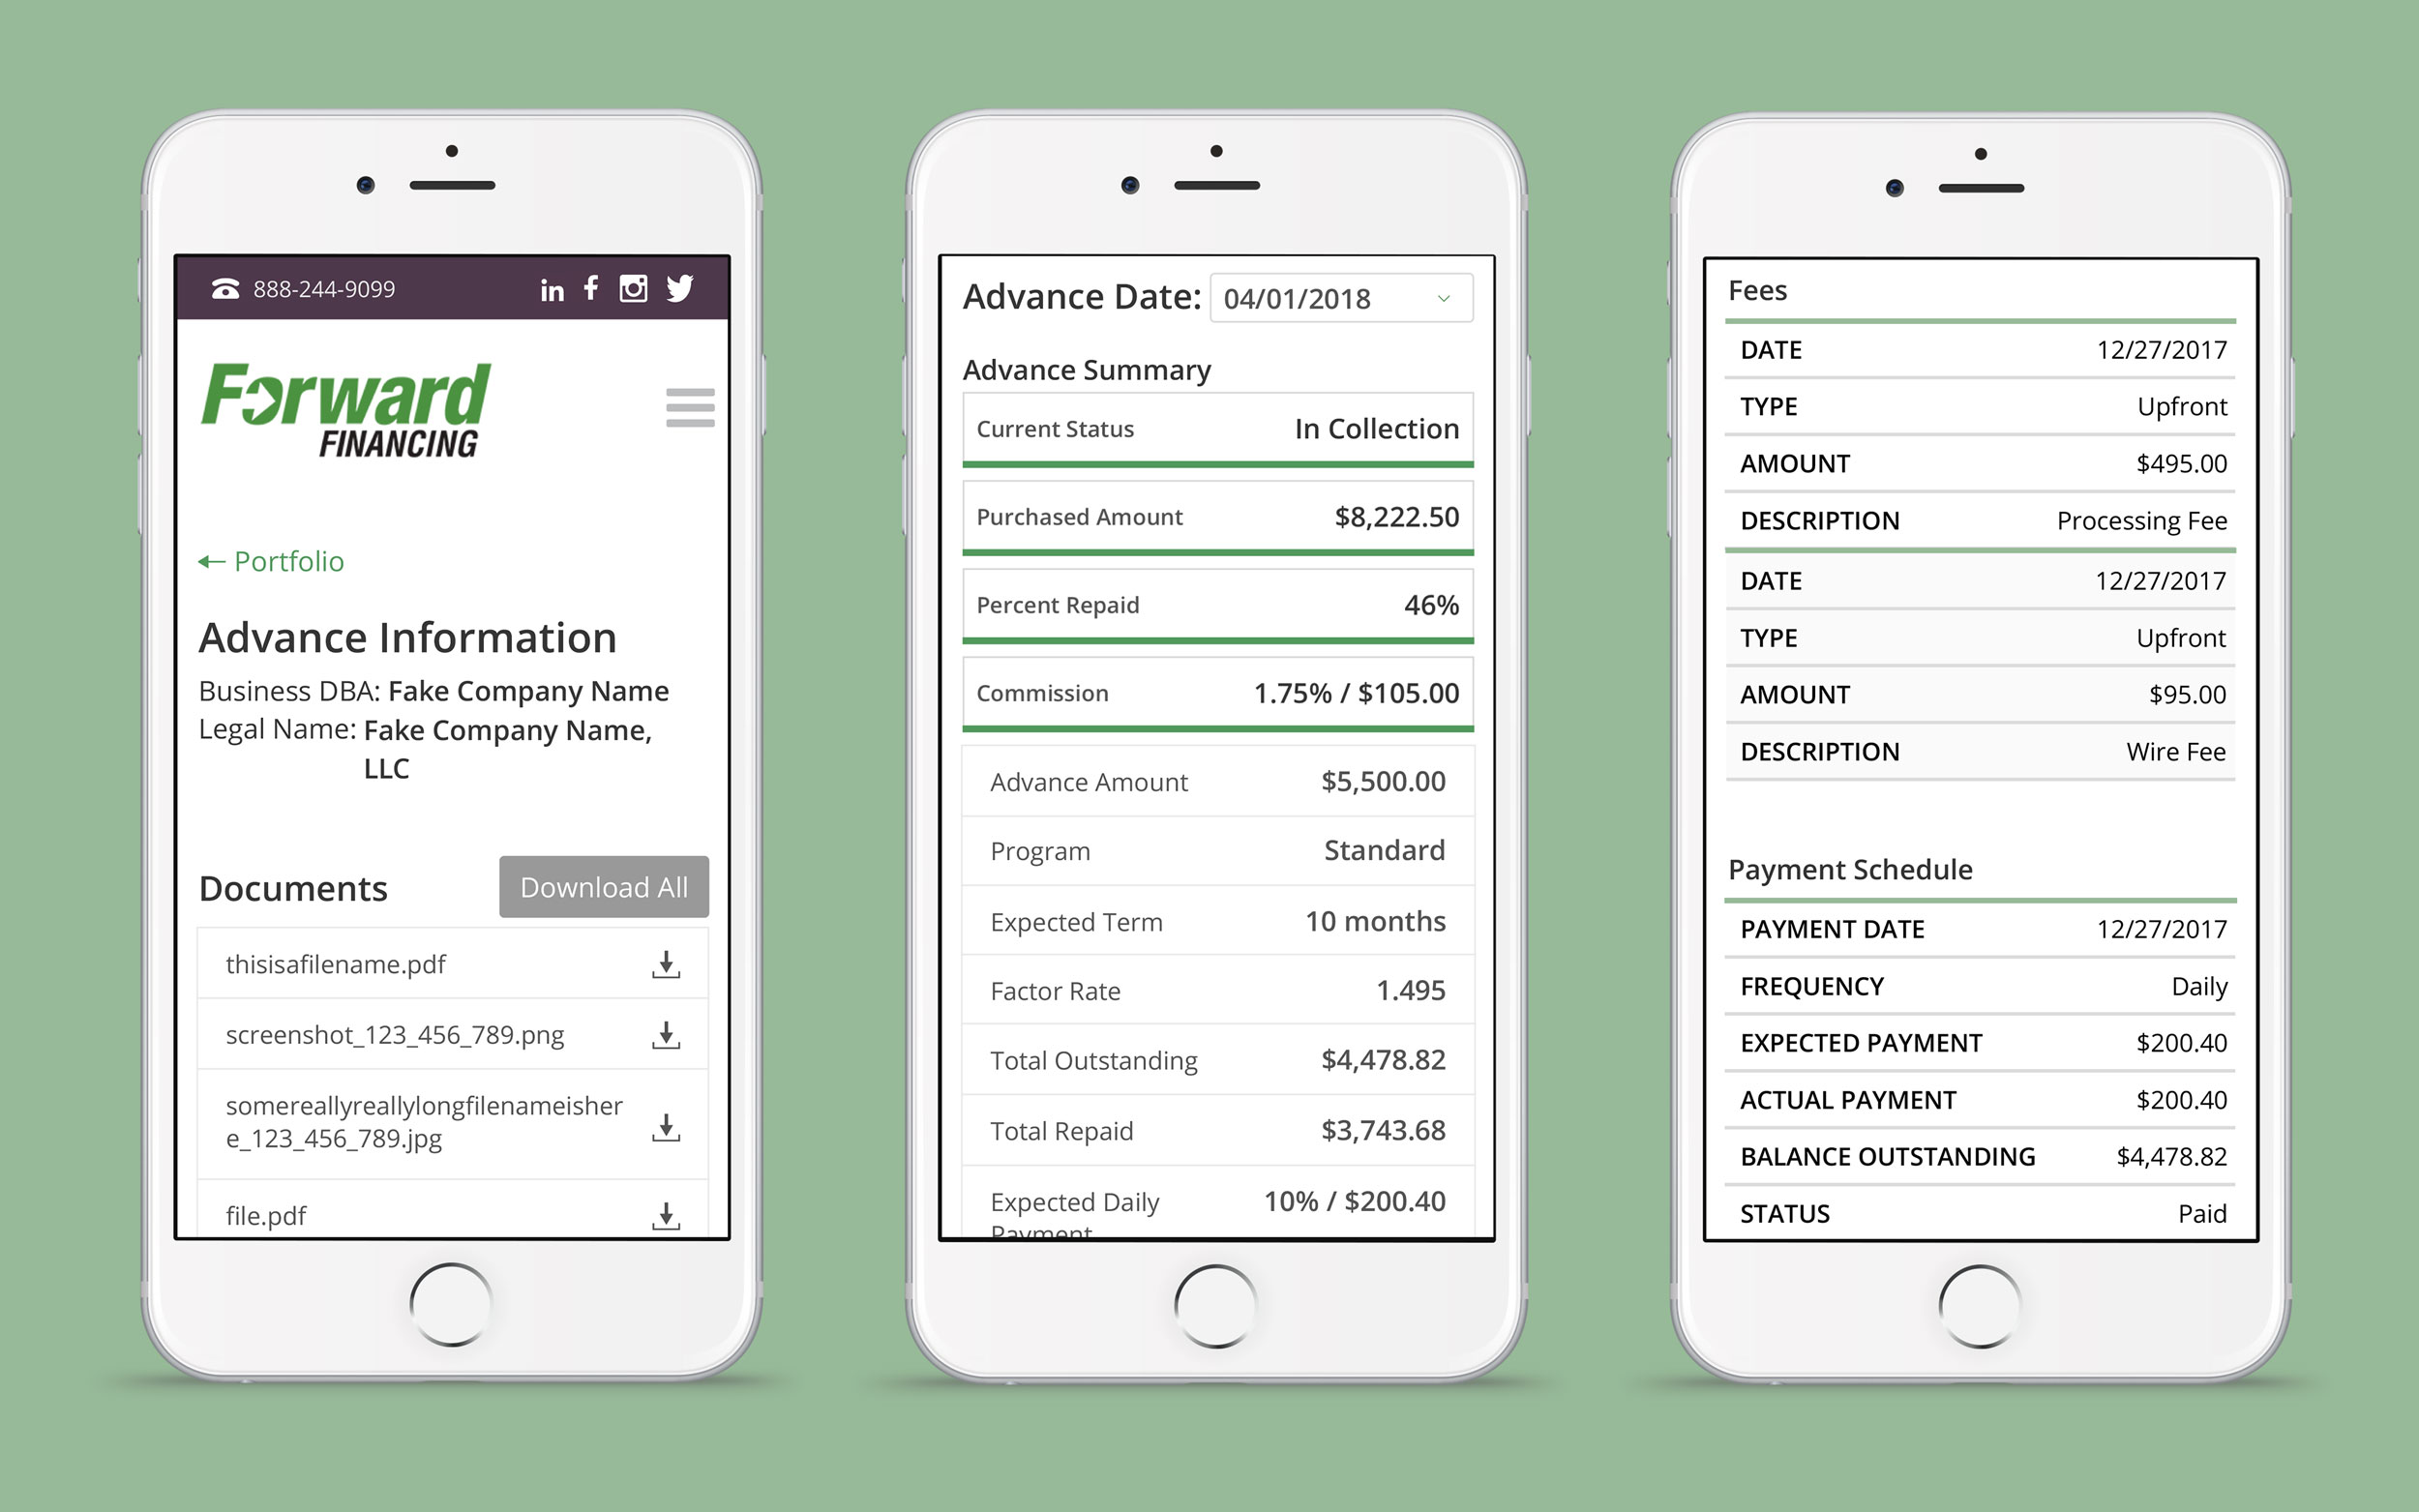 888-244-9099
Forward
FINANCING
Portfolio
Advance Information
Business DBA: Fake Company Name
Legal Name: Fake Company Name,
LLC
Documents
Download All
thisisafilename.pdf
screenshot_123_456_789.png
somereallyreallylongfilenameisher
e_123_456_789.jpg
file.pdf
Advance Date: 04/01/2018
Advance Summary
Current Status In Collection
Purchased Amount $8,222.50
Percent Repaid 46%
Commission 1.75% / $105.00
Advance Amount $5,500.00
Program Standard
Expected Term 10 months
Factor Rate 1.495
Total Outstanding $4,478.82
Total Repaid $3,743.68
Expected Daily 10% / $200.40
Payment
Fees
DATE 12/27/2017
TYPE Upfront
AMOUNT $495.00
DESCRIPTION Processing Fee
DATE 12/27/2017
TYPE Upfront
AMOUNT $95.00
DESCRIPTION Wire Fee
Payment Schedule
PAYMENT DATE 12/27/2017
FREQUENCY Daily
EXPECTED PAYMENT $200.40
ACTUAL PAYMENT $200.40
BALANCE OUTSTANDING $4,478.82
STATUS Paid